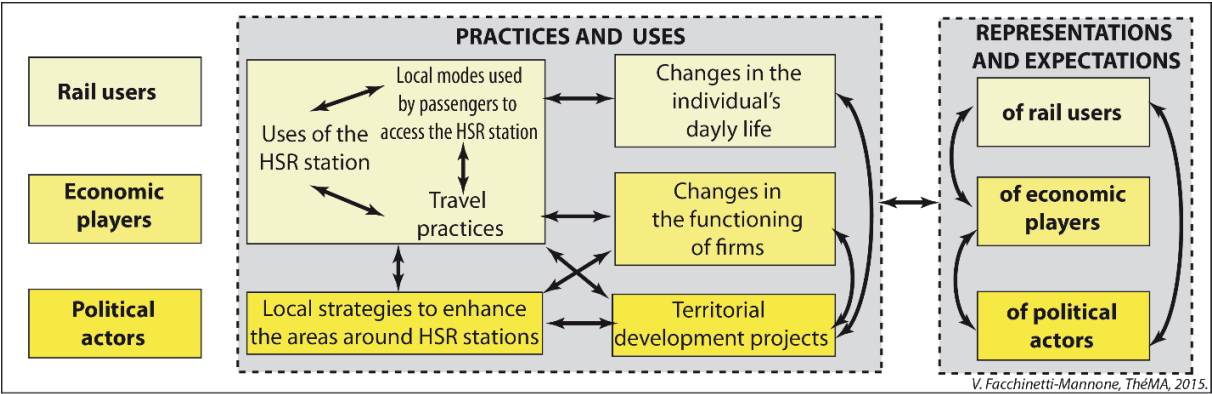 Rail users
Economic
players
Political
actors
PRACTICES AND USES
Local modes used
by passengers to
access the HSR station
Uses of the
HSR station
Travel
practices
Local strategies to enhance
the areas around HSR stations
Changes in the
individual's
dayly life
Changes in
the functioning
of firms
Territorial
development projects
REPRESENTATIONS
AND EXPECTATIONS
of rail users
of economic
players
of political
actors
V. Facchinetti-Mannone, ThéMA, 2015.